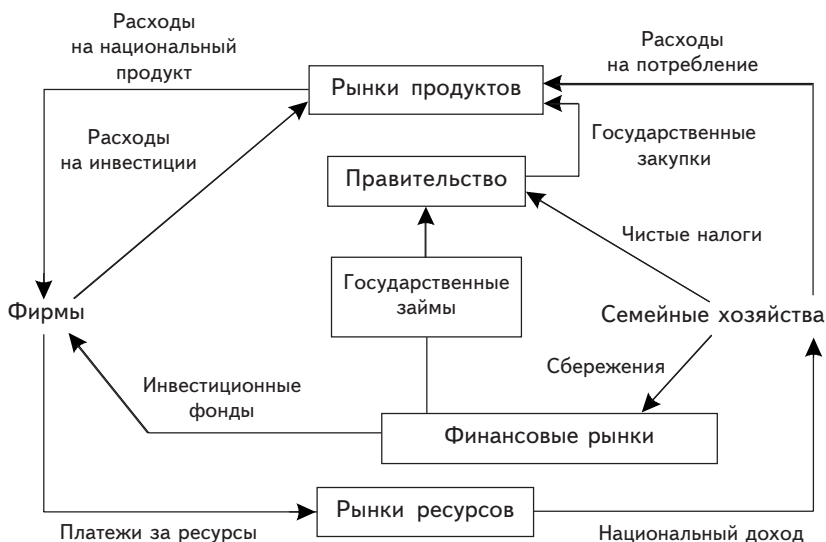 Расходы
на национальный
продукт
Расходы
на потребление
Рынки продуктов
Расходы
на инвестиции
Государственные
закупки
Правительство
Чистые налоги
Государственные
займы
Фирмы
Семейные хозяйства
Сбережения
Инвестиционные
фонды
Финансовые рынки
Рынки ресурсов
Платежи за ресурсы
Национальный доход